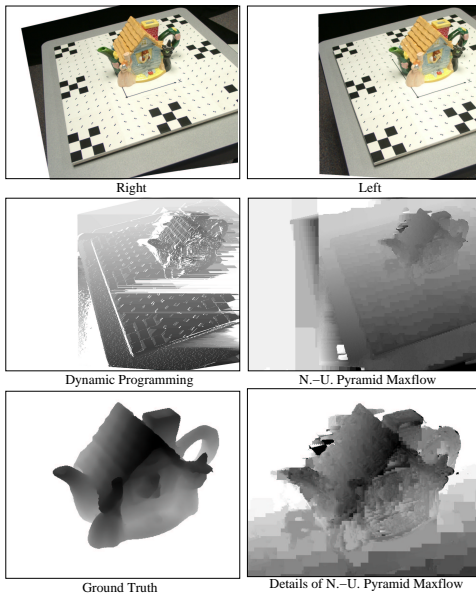 Right
Left
Dynamic Programming
N.−U. Pyramid Maxflow
Ground Truth
Details of N.−U. Pyramid Maxflow